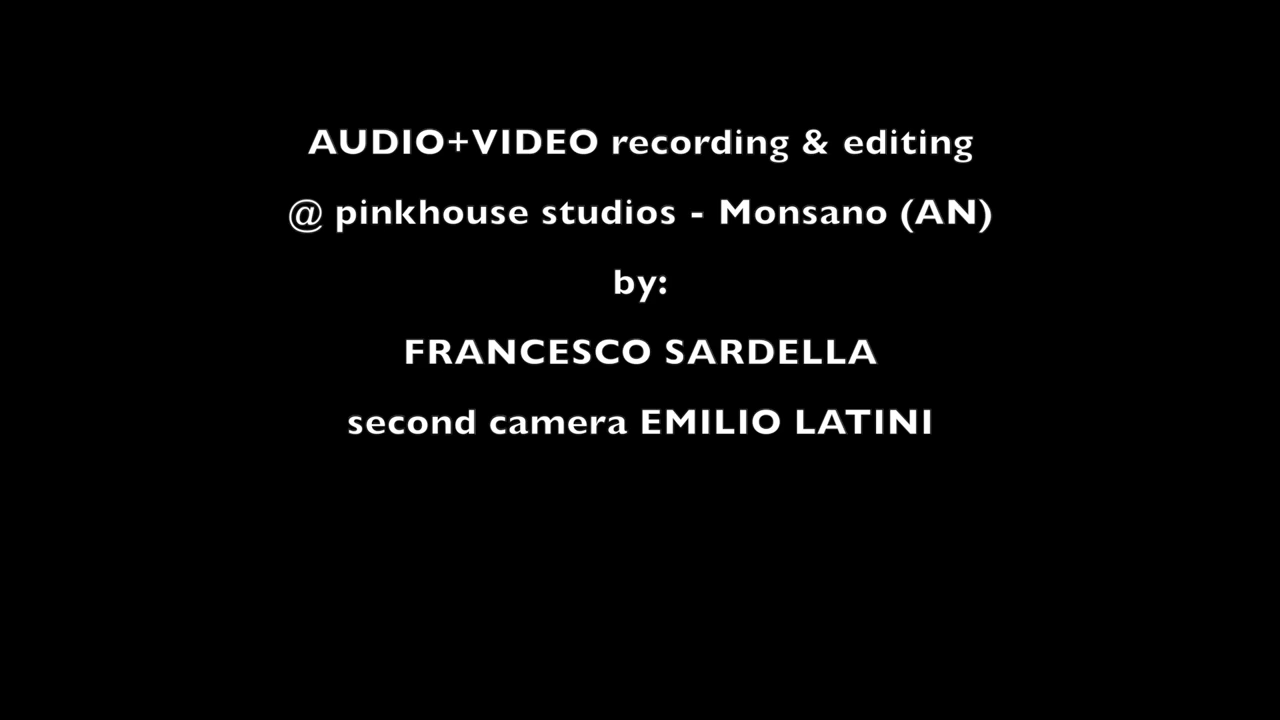 AUDIO+VIDEO recording & editing
@ pinkhouse studios - Monsano (AN)
by:
FRANCESCO SARDELLA
second camera EMILIO LATINI